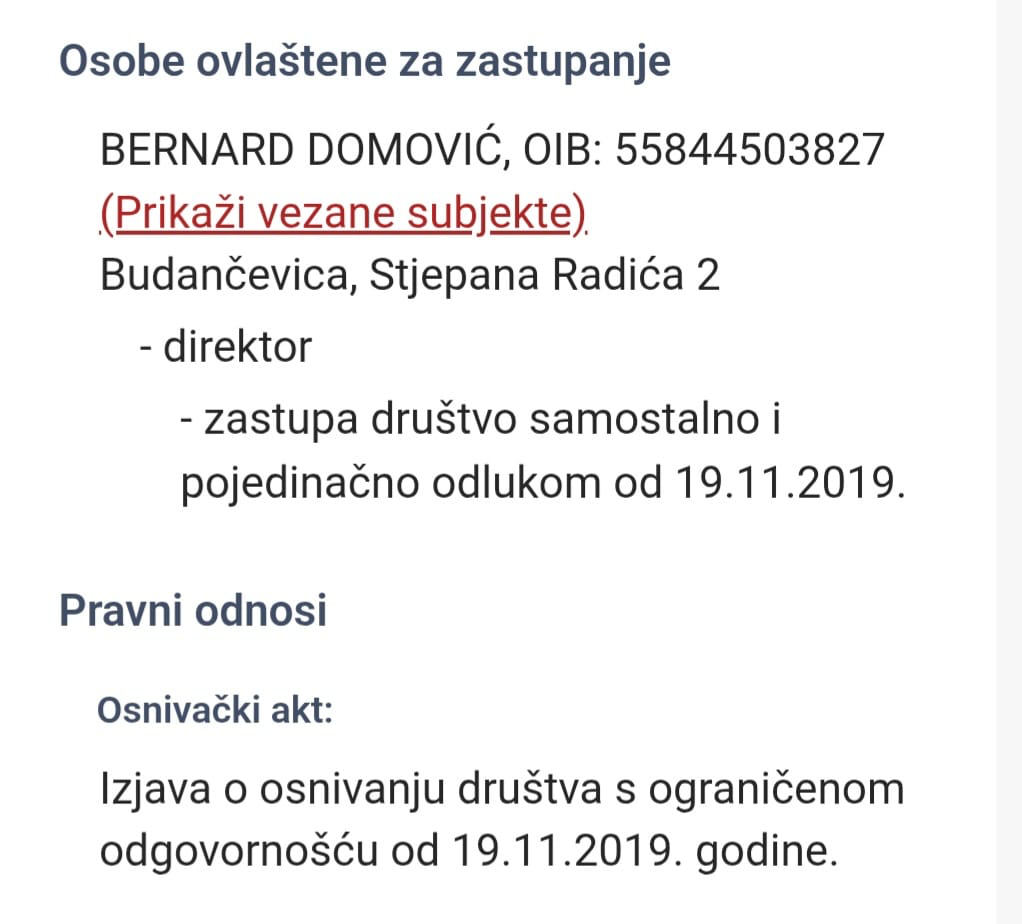 Osobe ovlaštene za zastupanje
BERNARD DOMOVIĆ, OIB: 55844503827
(Prikaži vezane subjekte)
Budančevica, Stjepana Radića 2
- direktor
- zastupa društvo samostalno i
pojedinačno odlukom od 19.11.2019.
Pravni odnosi
Osnivački akt:
Izjava o osnivanju društva s ograničenom
odgovornošću od 19.11.2019. godine.